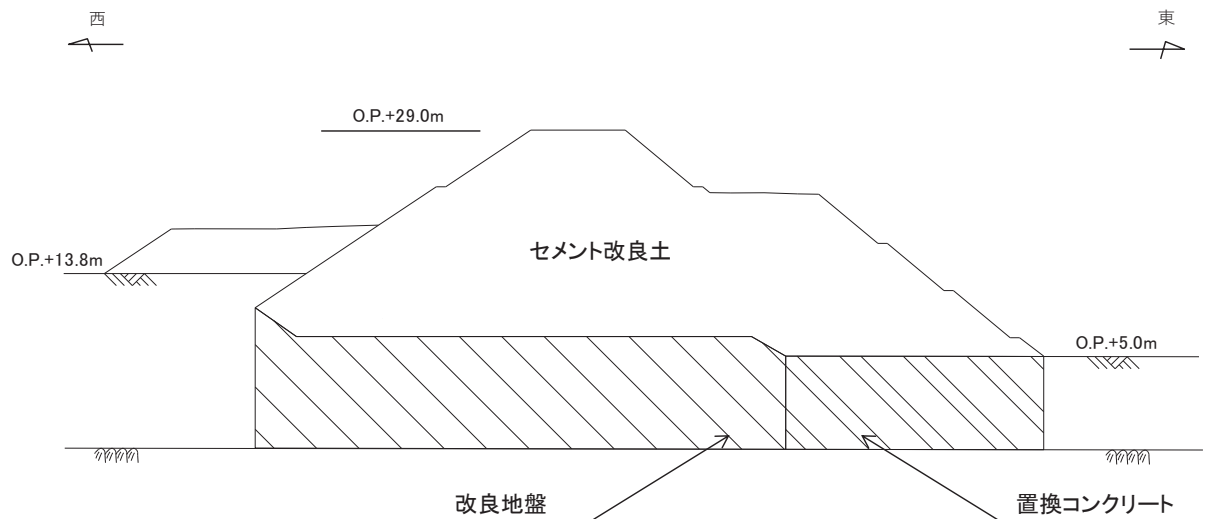 西
東
O.P.+29.0m
セメント改良土
O.P.+13.8m
O.P.+5.0m
改良地盤
置換コンクリート